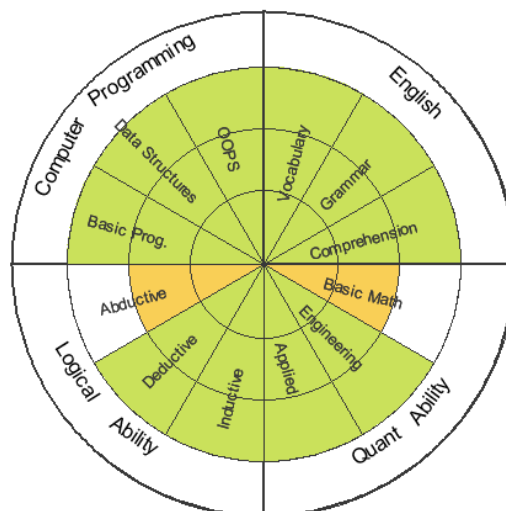 Computer Programming
English
Data Structures
OOPS
Vocabulary
Grammar
Basic Prog.
Comprehension
Abductive
Basic Math
Deductive
Inductive
Applied
Engineering
Logical Ability
Quant Ability